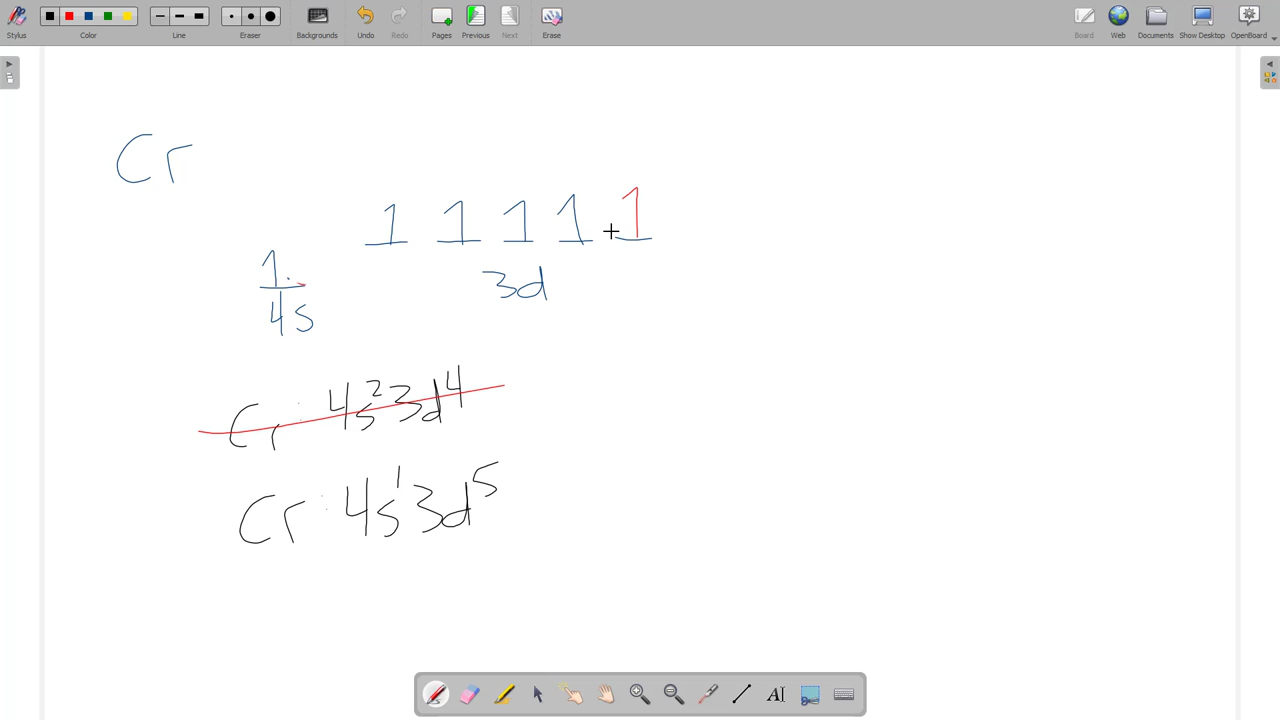 Stylus Color Line Eraser Backgrounds Undo Redo Pages Previous Next Erase Board Web Documents Show Desktop OpenBoard
Cr
1 1 1 1 1
3d
1
4s
Cr: 4s²3d⁴
Cr: 4s¹3d⁵